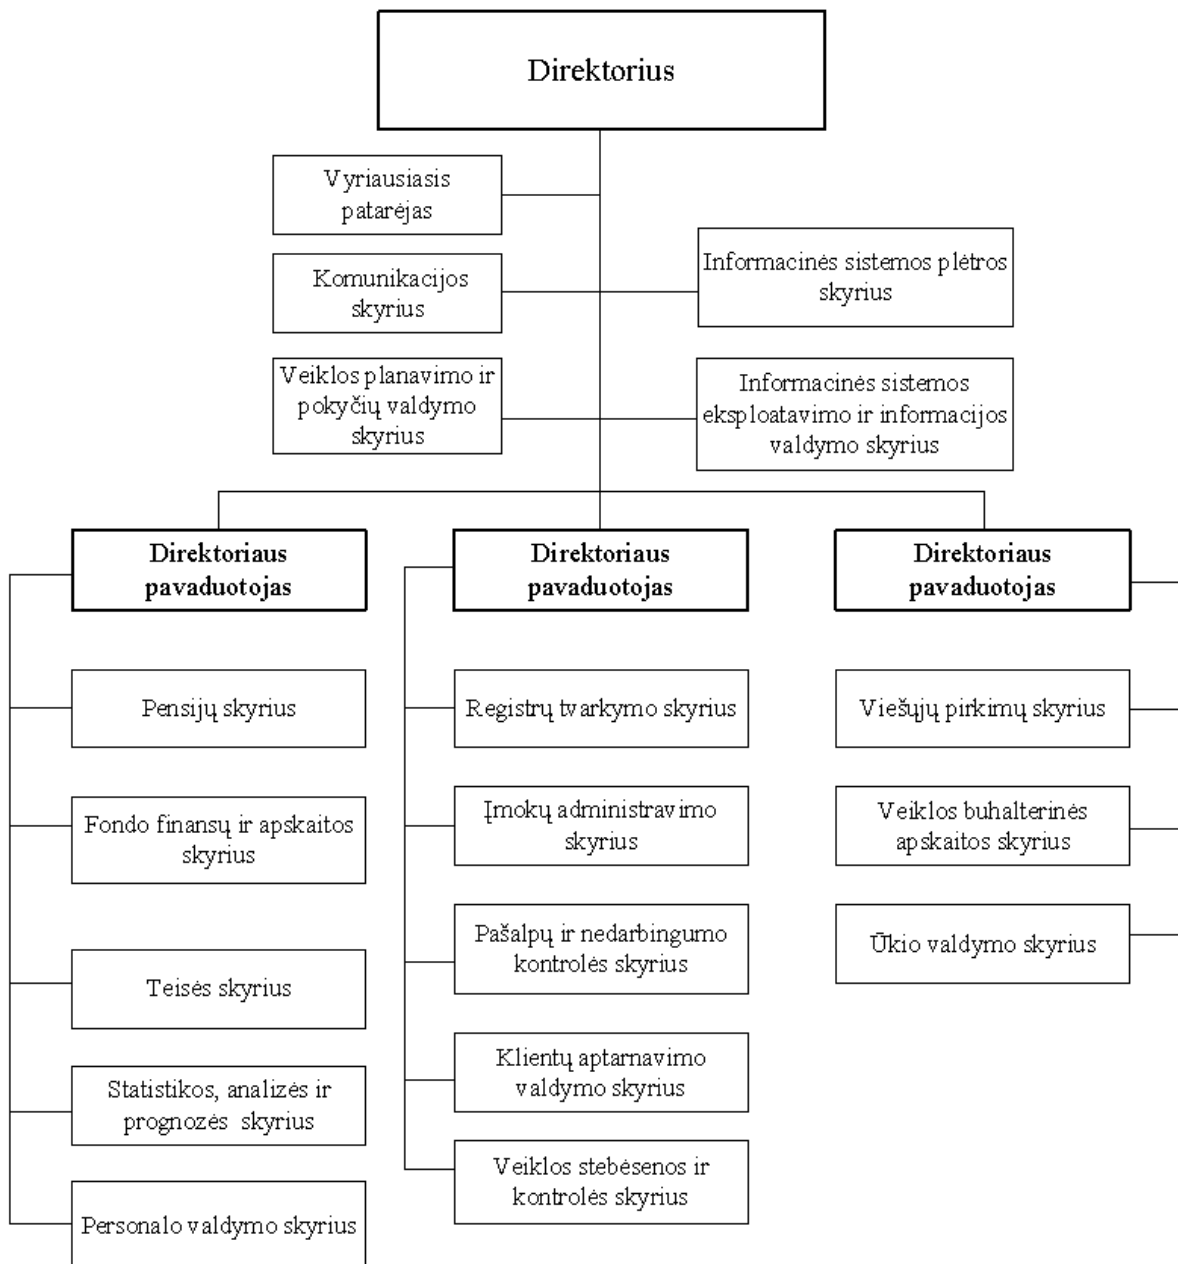 Direktorius
Vyriausiasis
patarėjas
Komunikacijos
skyrius
Informacinės sistemos plėtros
skyrius
Veiklos planavimo ir
pokyčių valdymo
skyrius
Informacinės sistemos
eksploatavimo ir informacijos
valdymo skyrius
Direktoriaus
pavaduotojas
Pensijų skyrius
Fondo finansų ir apskaitos
skyrius
Teisės skyrius
Statistikos, analizės ir
prognozės skyrius
Personalo valdymo skyrius
Direktoriaus
pavaduotojas
Registrų tvarkymo skyrius
Įmokų administravimo
skyrius
Pašalpų ir nedarbingumo
kontrolės skyrius
Klientų aptarnavimo
valdymo skyrius
Veiklos stebėsenos ir
kontrolės skyrius
Direktoriaus
pavaduotojas
Viešųjų pirkimų skyrius
Veiklos buhalterinės
apskaitos skyrius
Ūkio valdymo skyrius